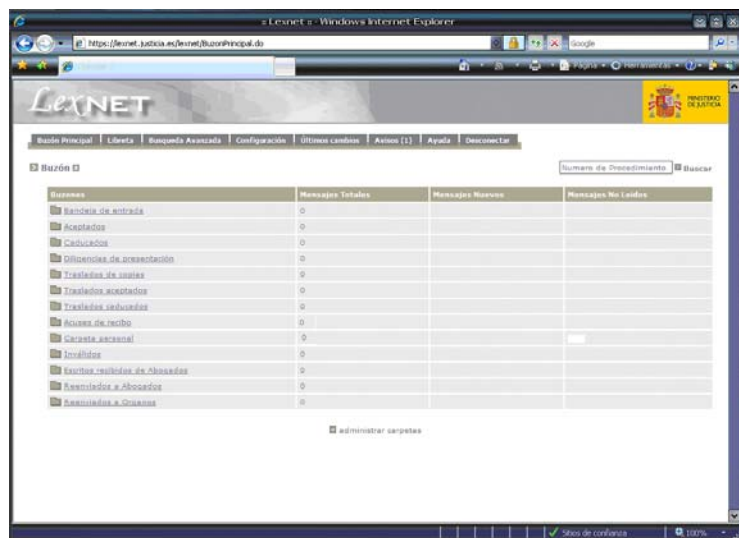 :: Lexnet :: - Windows Internet Explorer
https://lexnet.justicia.es/lexnet/BuzonPrincipal.do
Google
Página
Herramientas
LexNET
MINISTERIO
DE JUSTICIA
Buzón Principal
Libreta
Busqueda Avanzada
Configuración
Últimos cambios
Avisos (1)
Ayuda
Desconectar
Buzón
Numero de Procedimiento
Buscar
Buzones Mensajes Totales Mensajes Nuevos Mensajes No Leidos
Bandeja de entrada 0
Aceptados 0
Caducados 0
Diligencias de presentación 0
Traslados de copias 0
Traslados aceptados 0
Traslados caducados 0
Acuses de recibo 0
Carpeta personal 0
Inválidos 0
Escritos recibidos de Abogados 0
Reenviados a Abogados 0
Reenviados a Organos 0
administrar carpetas
Sitios de confianza
100%